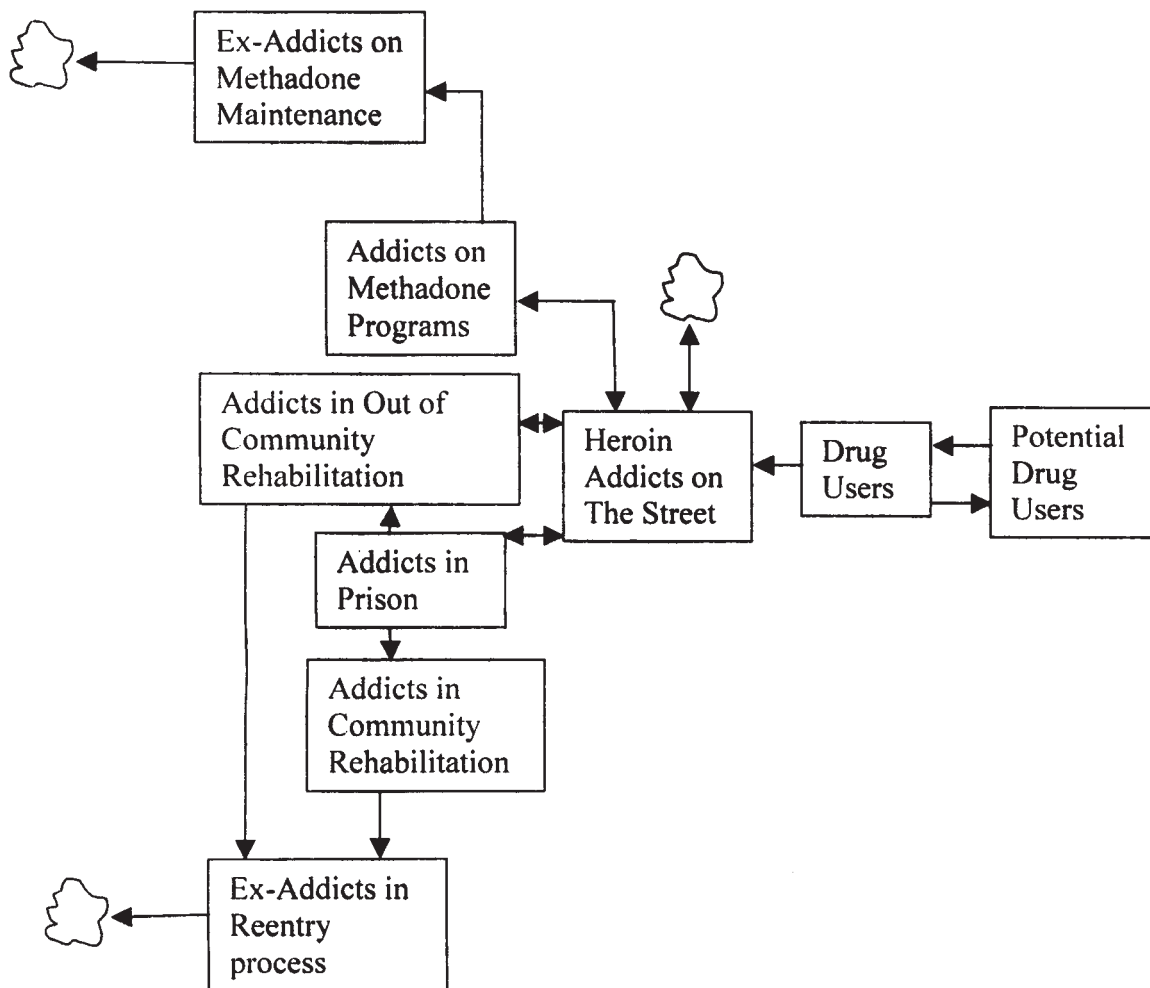 Ex-Addicts on
Methadone
Maintenance
Addicts on
Methadone
Programs
Addicts in Out of
Community
Rehabilitation
Heroin
Addicts on
The Street
Drug
Users
Potential
Drug
Users
Addicts in
Prison
Addicts in
Community
Rehabilitation
Ex-Addicts in
Reentry
process